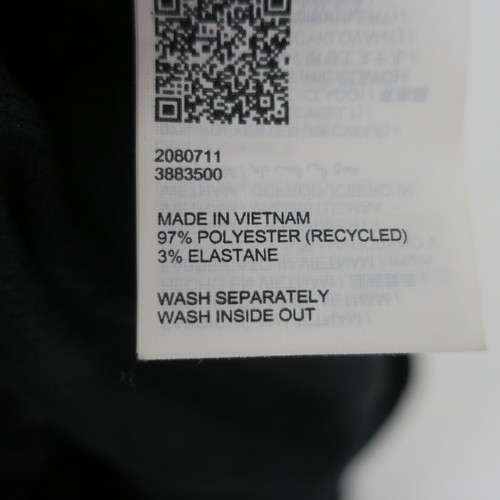 2080711
3883500
MADE IN VIETNAM
97% POLYESTER (RECYCLED)
3% ELASTANE
WASH SEPARATELY
WASH INSIDE OUT